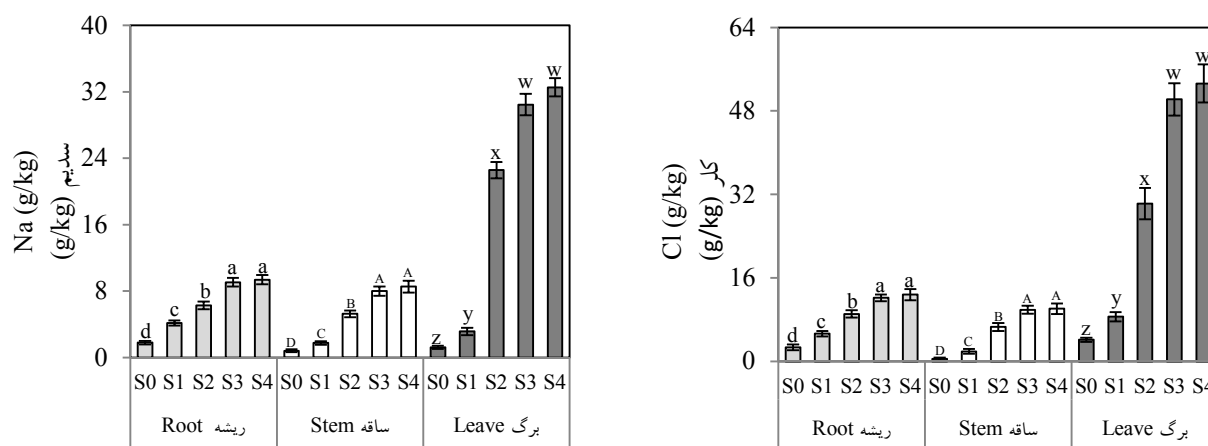 40
32
24
16
8
0
Na (g/kg)
سدیم (g/kg)
d c b a a D C B A A z y x w w
S0 S1 S2 S3 S4 S0 S1 S2 S3 S4 S0 S1 S2 S3 S4
ریشه Root ساقه Stem برگ Leave
64
48
32
16
0
Cl (g/kg)
کلر (g/kg)
d c b a a D C B A A z y x w w
S0 S1 S2 S3 S4 S0 S1 S2 S3 S4 S0 S1 S2 S3 S4
ریشه Root ساقه Stem برگ Leave